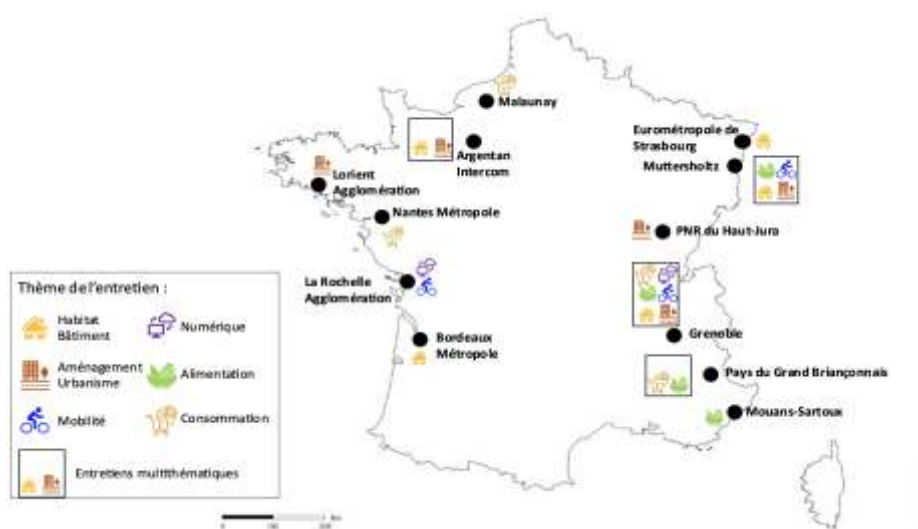 Malaunay
Argentan
Intercom
Eurométropole de
Strasbourg
Muttersholtz
Lorient
Agglomération
Nantes Métropole
PNR du Haut-Jura
La Rochelle
Agglomération
Grenoble
Bordeaux
Métropole
Pays du Grand Briançonnais
Mouans-Sartoux
Thème de l'entretien :
Habitat
Bâtiment
Numérique
Aménagement
Urbanisme
Alimentation
Mobilité
Consommation
Entretiens multithématiques